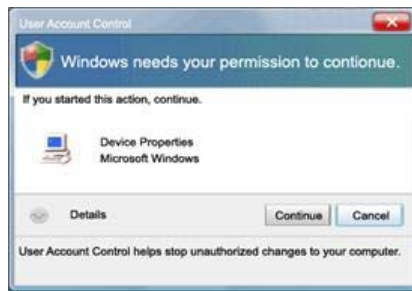 User Account Control
Windows needs your permission to contionue.
If you started this action, continue.
Device Properties
Microsoft Windows
Details
Continue
Cancel
User Account Control helps stop unauthorized changes to your computer.